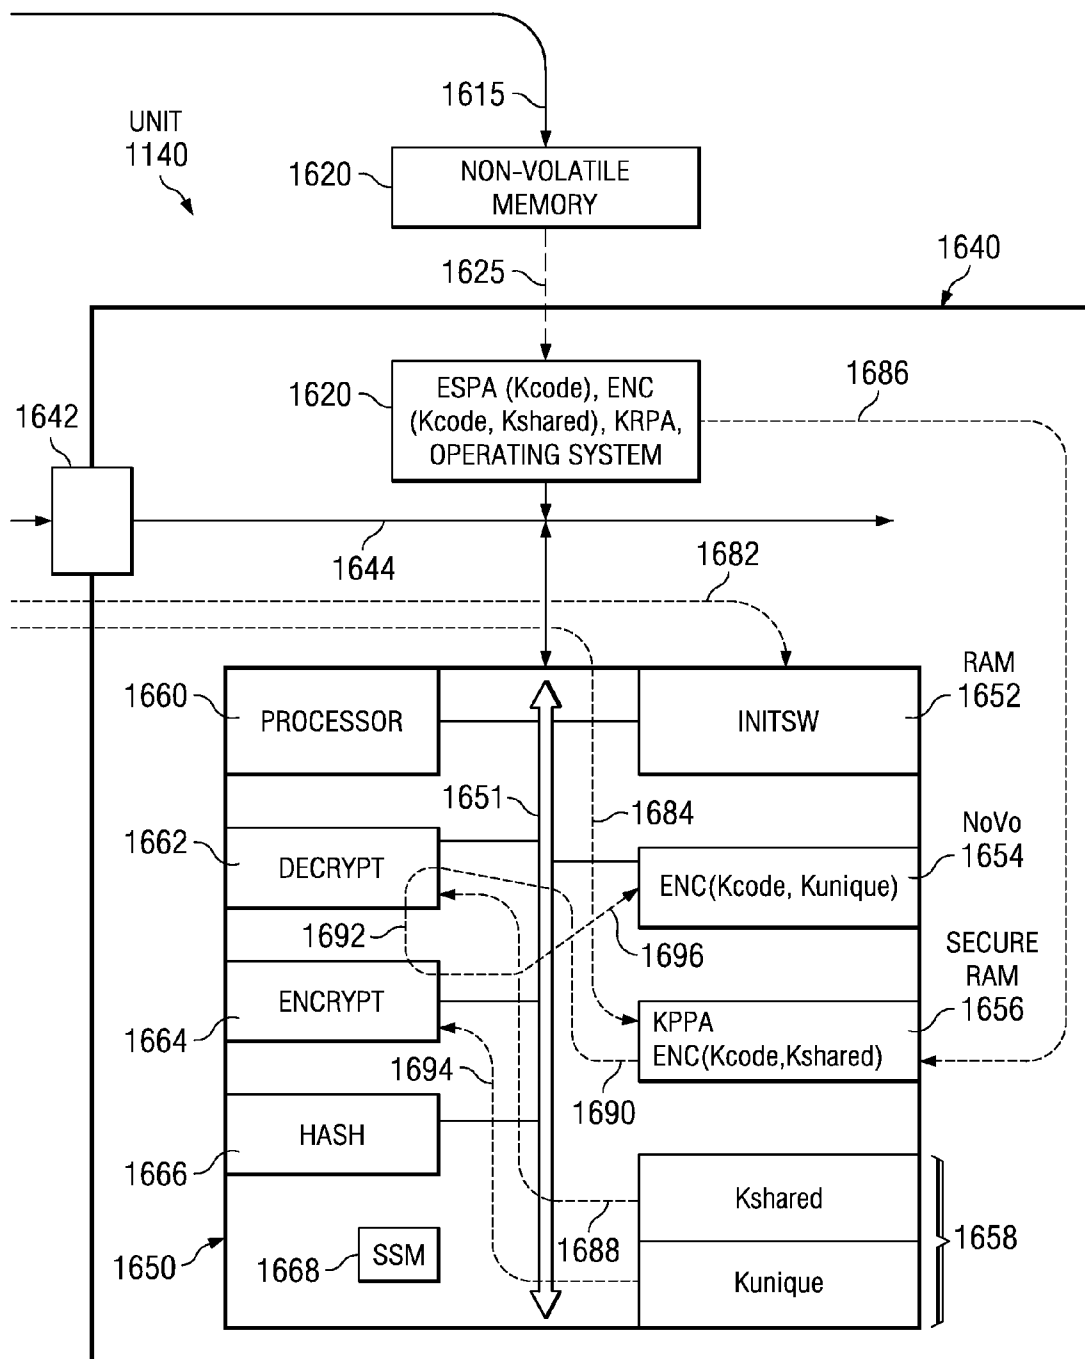 1615
UNIT
1140
1620
NON-VOLATILE
MEMORY
1625
1640
1620
ESPA (Kcode), ENC
(Kcode, Kshared), KRPA,
OPERATING SYSTEM
1686
1642
1644
1682
1660
PROCESSOR
INITSW
RAM
1652
1651
1684
1662
DECRYPT
NoVo
1654
ENC(Kcode, Kunique)
1692
1696
SECURE
RAM
1656
1664
ENCRYPT
KPPA
ENC(Kcode,Kshared)
1694
1690
HASH
1666
Kshared
1688
1658
1650
1668
SSM
Kunique